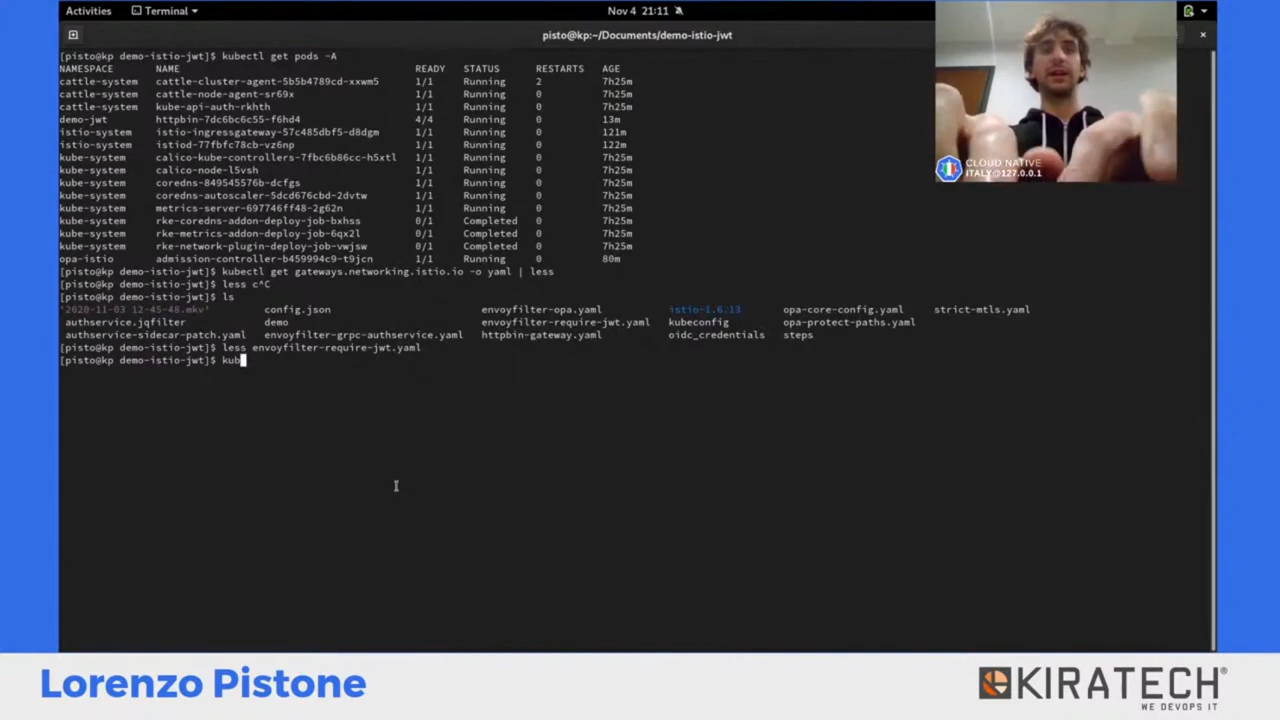 Activities Terminal Nov 4 21:11
pisto@kp:~/Documents/demo-istio-jwt
[pisto@kp demo-istio-jwt]$ kubectl get pods -A
NAMESPACE NAME READY STATUS RESTARTS AGE
cattle-system cattle-cluster-agent-5b5b4789cd-xxwm5 1/1 Running 2 7h25m
cattle-system cattle-node-agent-sr69x 1/1 Running 0 7h25m
cattle-system kube-api-auth-rkhth 1/1 Running 0 7h25m
demo-jwt httpbin-7dc6bc6c55-f6hd4 4/4 Running 0 13m
istio-system istio-ingressgateway-57c485dbf5-d8dgm 1/1 Running 0 121m
istio-system istiod-77fbfc78cb-vz6np 1/1 Running 0 122m
kube-system calico-kube-controllers-7fbc6b86cc-h5xtl 1/1 Running 0 7h25m
kube-system calico-node-l5vsh 1/1 Running 0 7h25m
kube-system coredns-849545576b-dcfgs 1/1 Running 0 7h25m
kube-system coredns-autoscaler-5dcd676cbd-2dvtw 1/1 Running 0 7h25m
kube-system metrics-server-697746ff48-2g62n 1/1 Running 0 7h25m
kube-system rke-coredns-addon-deploy-job-bxhss 0/1 Completed 0 7h25m
kube-system rke-metrics-addon-deploy-job-6qx2l 0/1 Completed 0 7h25m
kube-system rke-network-plugin-deploy-job-vwjsw 0/1 Completed 0 7h25m
opa-istio admission-controller-b459994c9-t9jcn 1/1 Running 0 80m
[pisto@kp demo-istio-jwt]$ kubectl get gateways.networking.istio.io -o yaml | less
[pisto@kp demo-istio-jwt]$ less c^C
[pisto@kp demo-istio-jwt]$ ls
'2020-11-03 12-45-48.mkv' config.json envoyfilter-opa.yaml istio-1.6.13 opa-core-config.yaml strict-mtls.yaml
authservice.jqfilter demo envoyfilter-require-jwt.yaml kubeconfig opa-protect-paths.yaml
authservice-sidecar-patch.yaml envoyfilter-grpc-authservice.yaml httpbin-gateway.yaml oidc_credentials steps
[pisto@kp demo-istio-jwt]$ less envoyfilter-require-jwt.yaml
[pisto@kp demo-istio-jwt]$ kub
CLOUD NATIVE
ITALY@127.0.0.1
Lorenzo Pistone
KIRATECH
WE DEVOPS IT